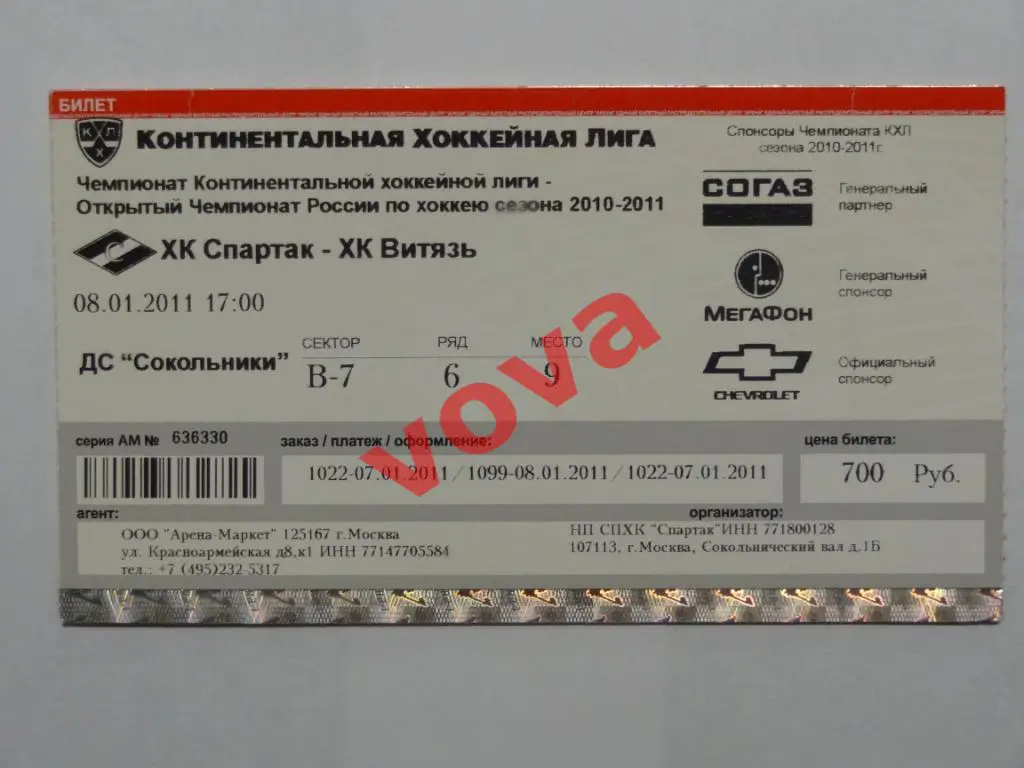 БИЛЕТ
КХЛ
Континентальная Хоккейная Лига
Чемпионат Континентальной хоккейной лиги -
Открытый Чемпионат России по хоккею сезона 2010-2011
ХК Спартак - ХК Витязь
08.01.2011 17:00
ДС "Сокольники"
СЕКТОР РЯД МЕСТО
В-7 6 9
Спонсоры Чемпионата КХЛ
сезона 2010-2011г.
СОГАЗ
Генеральный
партнер
МЕГАФОН
Генеральный
спонсор
CHEVROLET
Официальный
спонсор
vova
серия АМ № 636330
заказ / платеж / оформление:
1022-07.01.2011 / 1099-08.01.2011 / 1022-07.01.2011
цена билета:
700 Руб.
агент:
ООО "Арена-Маркет" 125167 г.Москва
ул. Красноармейская д8,к1 ИНН 77147705584
тел.: +7 (495)232-5317
организатор:
НП СПХК "Спартак"ИНН 771800128
107113, г.Москва, Сокольнический вал д.1Б